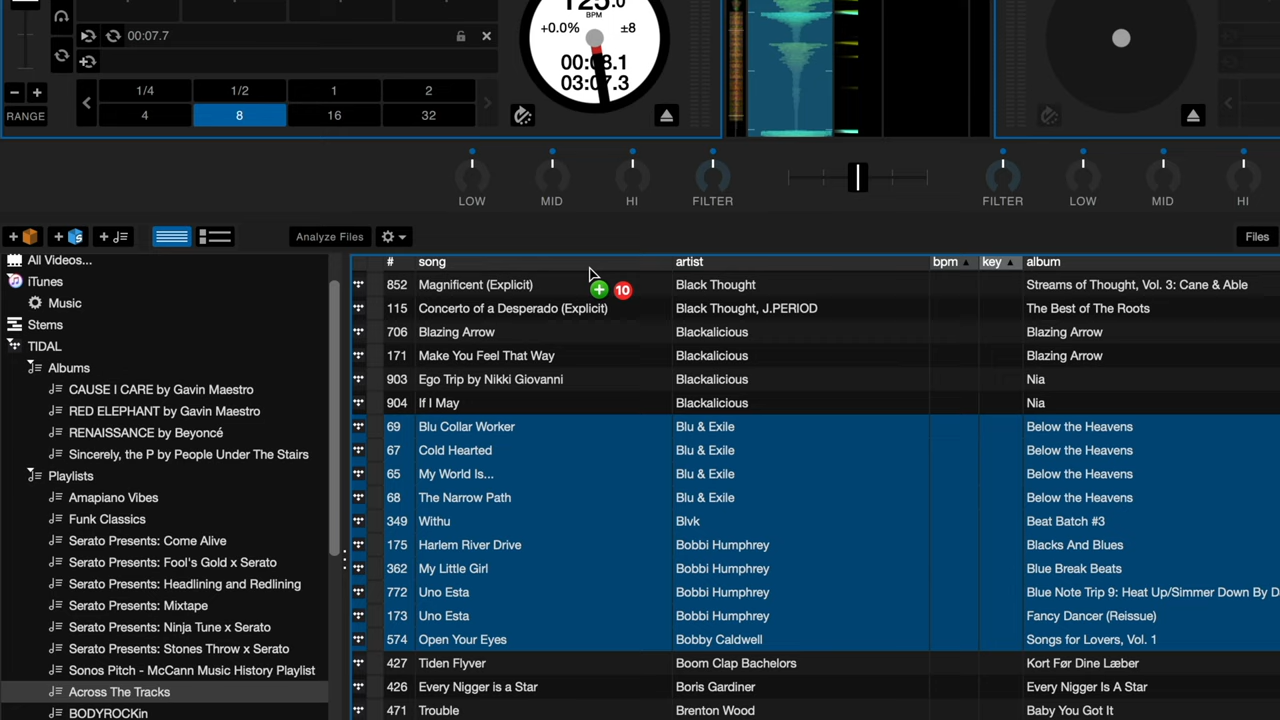 125.0
BPM
+0.0% ±8
00:07.7
00:03.1
03:07.3
1/4 1/2 1 2
RANGE 4 8 16 32
LOW MID HI FILTER FILTER LOW MID HI
Analyze Files Files
# song artist bpm key album
All Videos...
iTunes
Music
Stems
TIDAL
Albums
CAUSE I CARE by Gavin Maestro
RED ELEPHANT by Gavin Maestro
RENAISSANCE by Beyoncé
Sincerely, the P by People Under The Stairs
Playlists
Amapiano Vibes
Funk Classics
Serato Presents: Come Alive
Serato Presents: Fool's Gold x Serato
Serato Presents: Headlining and Redlining
Serato Presents: Mixtape
Serato Presents: Ninja Tune x Serato
Serato Presents: Stones Throw x Serato
Sonos Pitch - McCann Music History Playlist
Across The Tracks
BODYROCKin
10
852 Magnificent (Explicit) Black Thought Streams of Thought, Vol. 3: Cane & Able
115 Concerto of a Desperado (Explicit) Black Thought, J.PERIOD The Best of The Roots
706 Blazing Arrow Blackalicious Blazing Arrow
171 Make You Feel That Way Blackalicious Blazing Arrow
903 Ego Trip by Nikki Giovanni Blackalicious Nia
904 If I May Blackalicious Nia
69 Blu Collar Worker Blu & Exile Below the Heavens
67 Cold Hearted Blu & Exile Below the Heavens
65 My World Is... Blu & Exile Below the Heavens
68 The Narrow Path Blu & Exile Below the Heavens
349 Withu Blvk Beat Batch #3
175 Harlem River Drive Bobbi Humphrey Blacks And Blues
362 My Little Girl Bobbi Humphrey Blue Break Beats
772 Uno Esta Bobbi Humphrey Blue Note Trip 9: Heat Up/Simmer Down By D
173 Uno Esta Bobbi Humphrey Fancy Dancer (Reissue)
574 Open Your Eyes Bobby Caldwell Songs for Lovers, Vol. 1
427 Tiden Flyver Boom Clap Bachelors Kort Før Dine Læber
426 Every Nigger is a Star Boris Gardiner Every Nigger Is A Star
471 Trouble Brenton Wood Baby You Got It